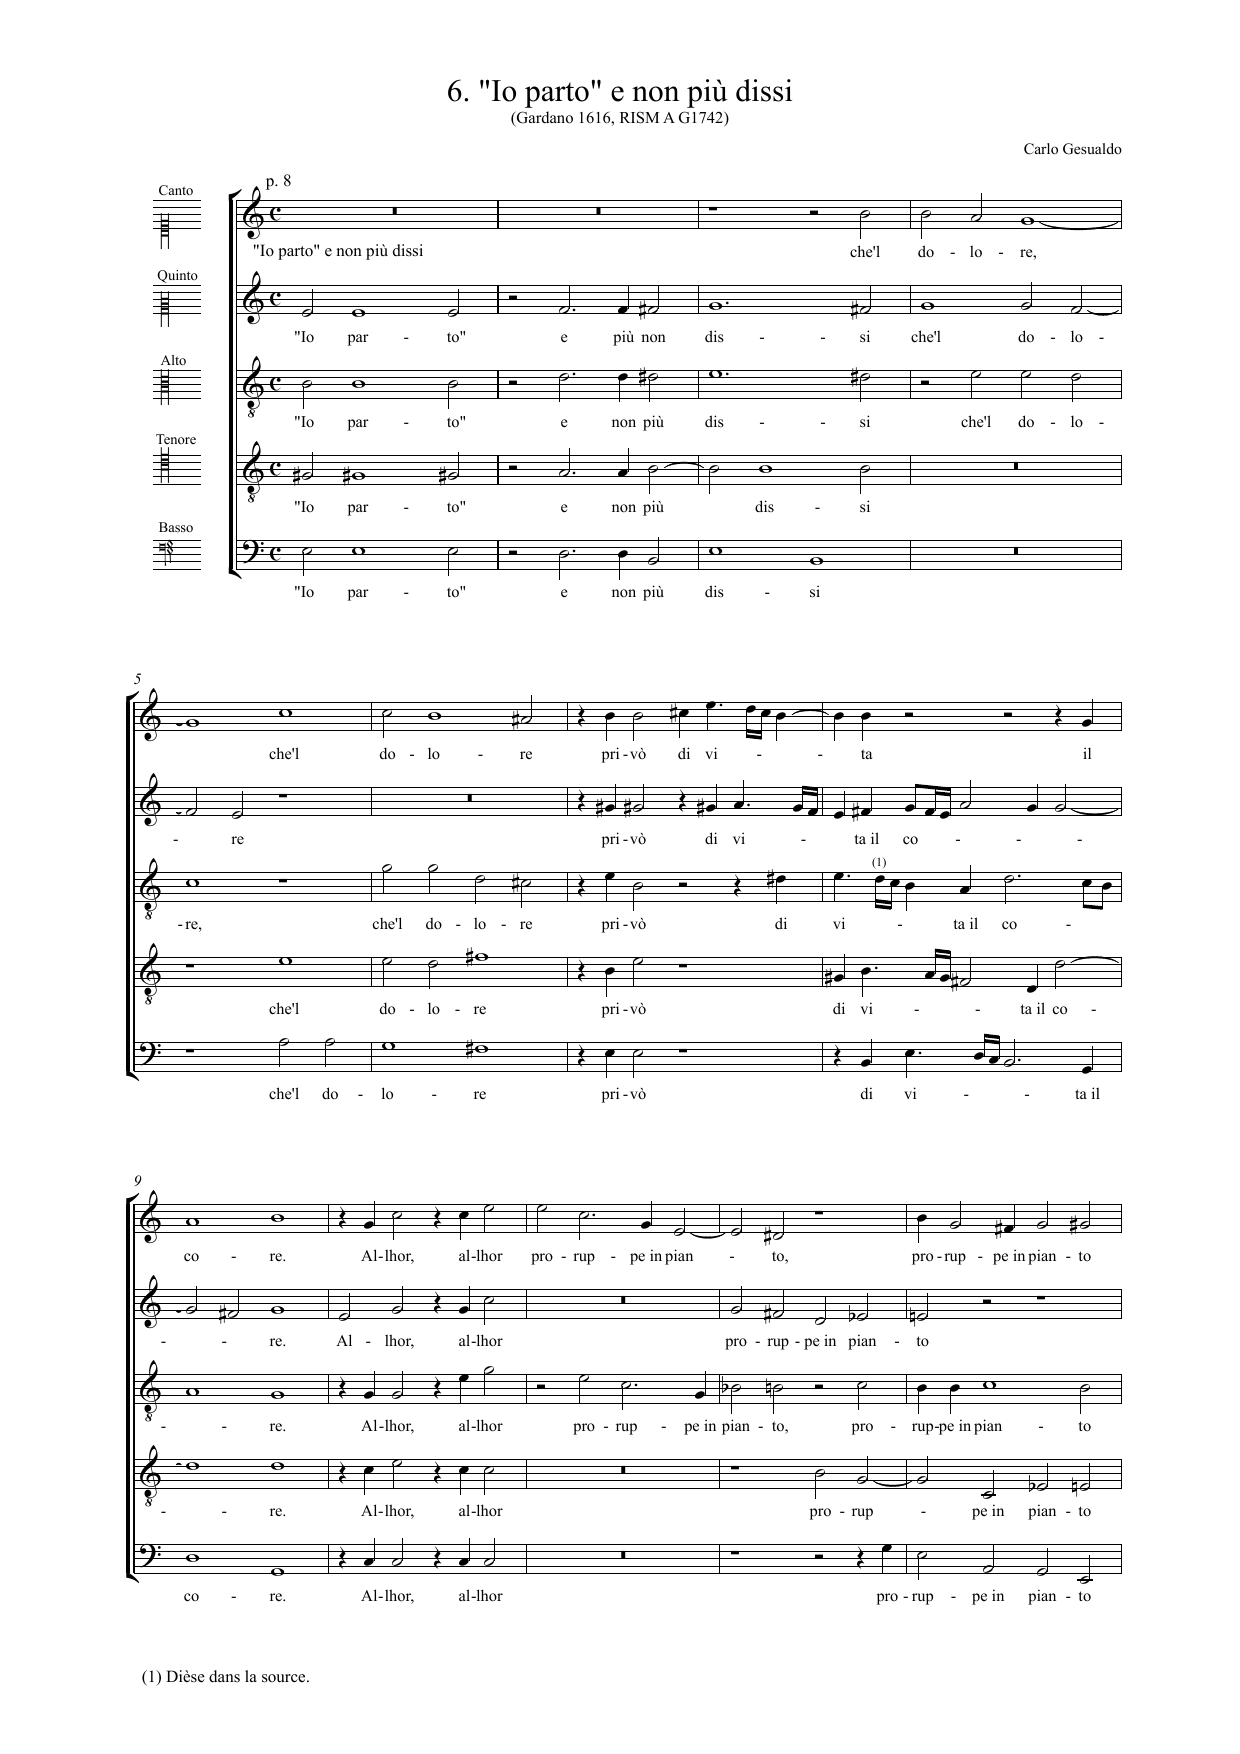 6. "Io parto" e non più dissi
(Gardano 1616, RISM A G1742)
Carlo Gesualdo
p. 8
Canto
"Io parto" e non più dissi che'l do - lo - re,
Quinto
"Io par - to" e più non dis - - si che'l do - lo -
Alto
8
"Io par - to" e non più dis - - si che'l do - lo -
Tenore
8
"Io par - to" e non più dis - si
Basso
"Io par - to" e non più dis - si
5
che'l do - lo - re pri - vò di vi - - - ta il
- re pri - vò di vi - ta il co - - -
(1)
8
- re, che'l do - lo - re pri - vò di vi - ta il co -
8
che'l do - lo - re pri - vò di vi - - ta il co -
che'l do - lo - re pri - vò di vi - - ta il
9
co - re. Al - lhor, al - lhor pro - rup - pe in pian - to, pro - rup - pe in pian - to
- - re. Al - lhor, al - lhor pro - rup - pe in pian - to
8
- - re. Al - lhor, al - lhor pro - rup - pe in pian - to, pro - rup - pe in pian - to
8
- - re. Al - lhor, al - lhor pro - rup - pe in pian - to
co - re. Al - lhor, al - lhor pro - rup - pe in pian - to
(1) Dièse dans la source.